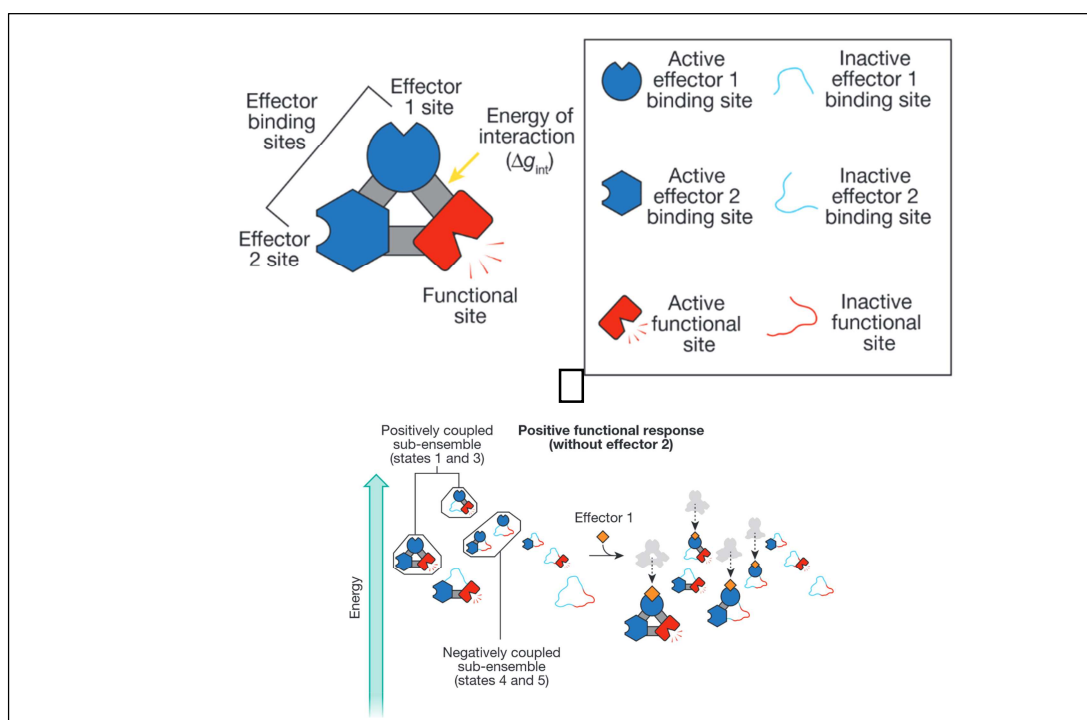 Effector
1 site
Effector
binding
sites
Energy of
interaction
(Δg_int)
Effector
2 site
Functional
site
Active
effector 1
binding site
Inactive
effector 1
binding site
Active
effector 2
binding site
Inactive
effector 2
binding site
Active
functional
site
Inactive
functional
site
Positively coupled
sub-ensemble
(states 1 and 3)
Positive functional response
(without effector 2)
Effector 1
Energy
Negatively coupled
sub-ensemble
(states 4 and 5)